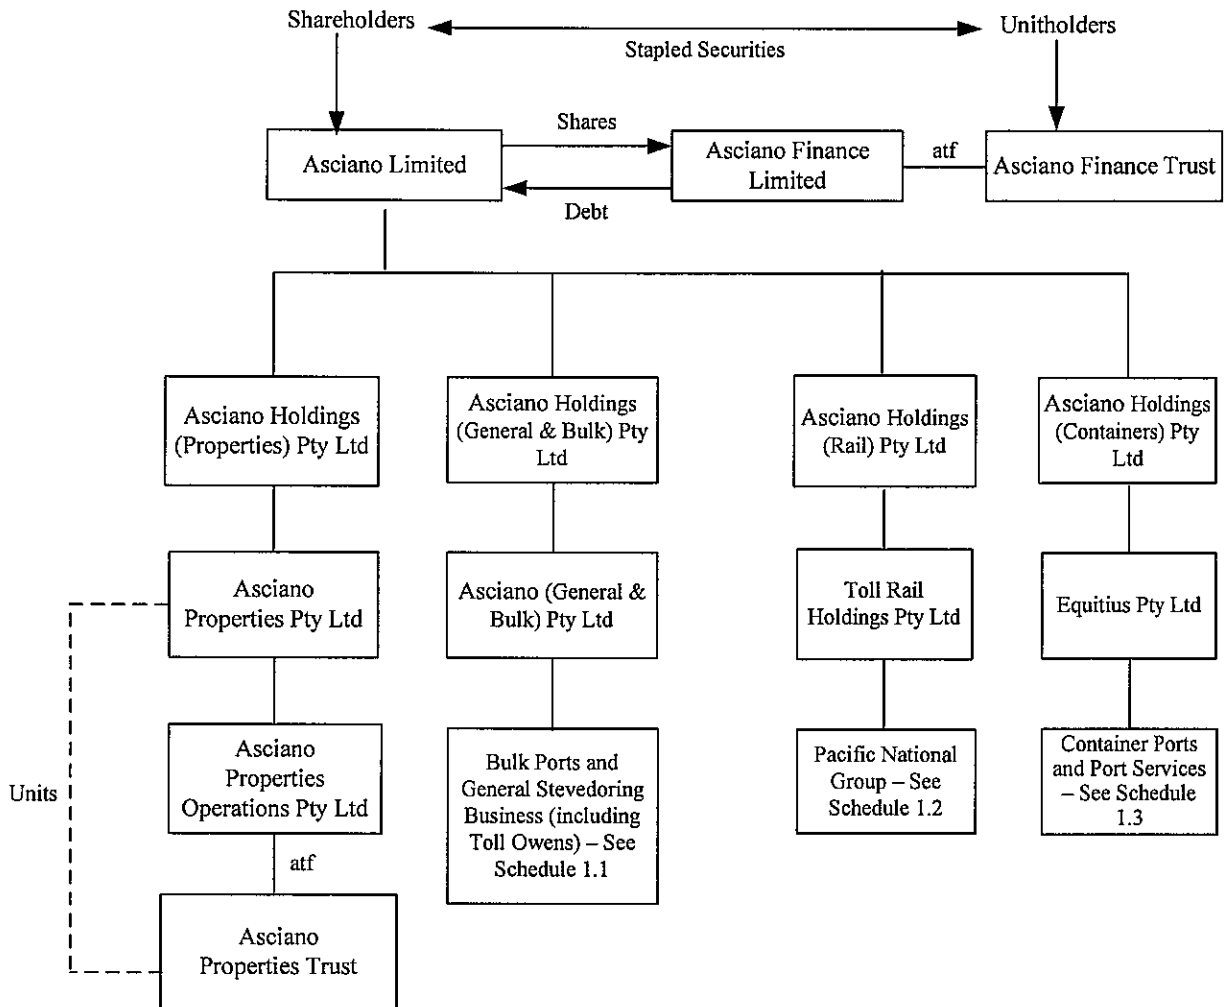 Shareholders
Unitholders
Stapled Securities
Shares
Asciano Limited
Asciano Finance
Limited
atf
Asciano Finance Trust
Debt
Asciano Holdings
(Properties) Pty Ltd
Asciano Holdings
(General & Bulk) Pty
Ltd
Asciano Holdings
(Rail) Pty Ltd
Asciano Holdings
(Containers) Pty
Ltd
Asciano
Properties Pty Ltd
Asciano (General &
Bulk) Pty Ltd
Toll Rail
Holdings Pty Ltd
Equitius Pty Ltd
Units
Asciano
Properties
Operations Pty Ltd
Bulk Ports and
General Stevedoring
Business (including
Toll Owens) – See
Schedule 1.1
Pacific National
Group – See
Schedule 1.2
Container Ports
and Port Services
– See Schedule
1.3
atf
Asciano
Properties Trust